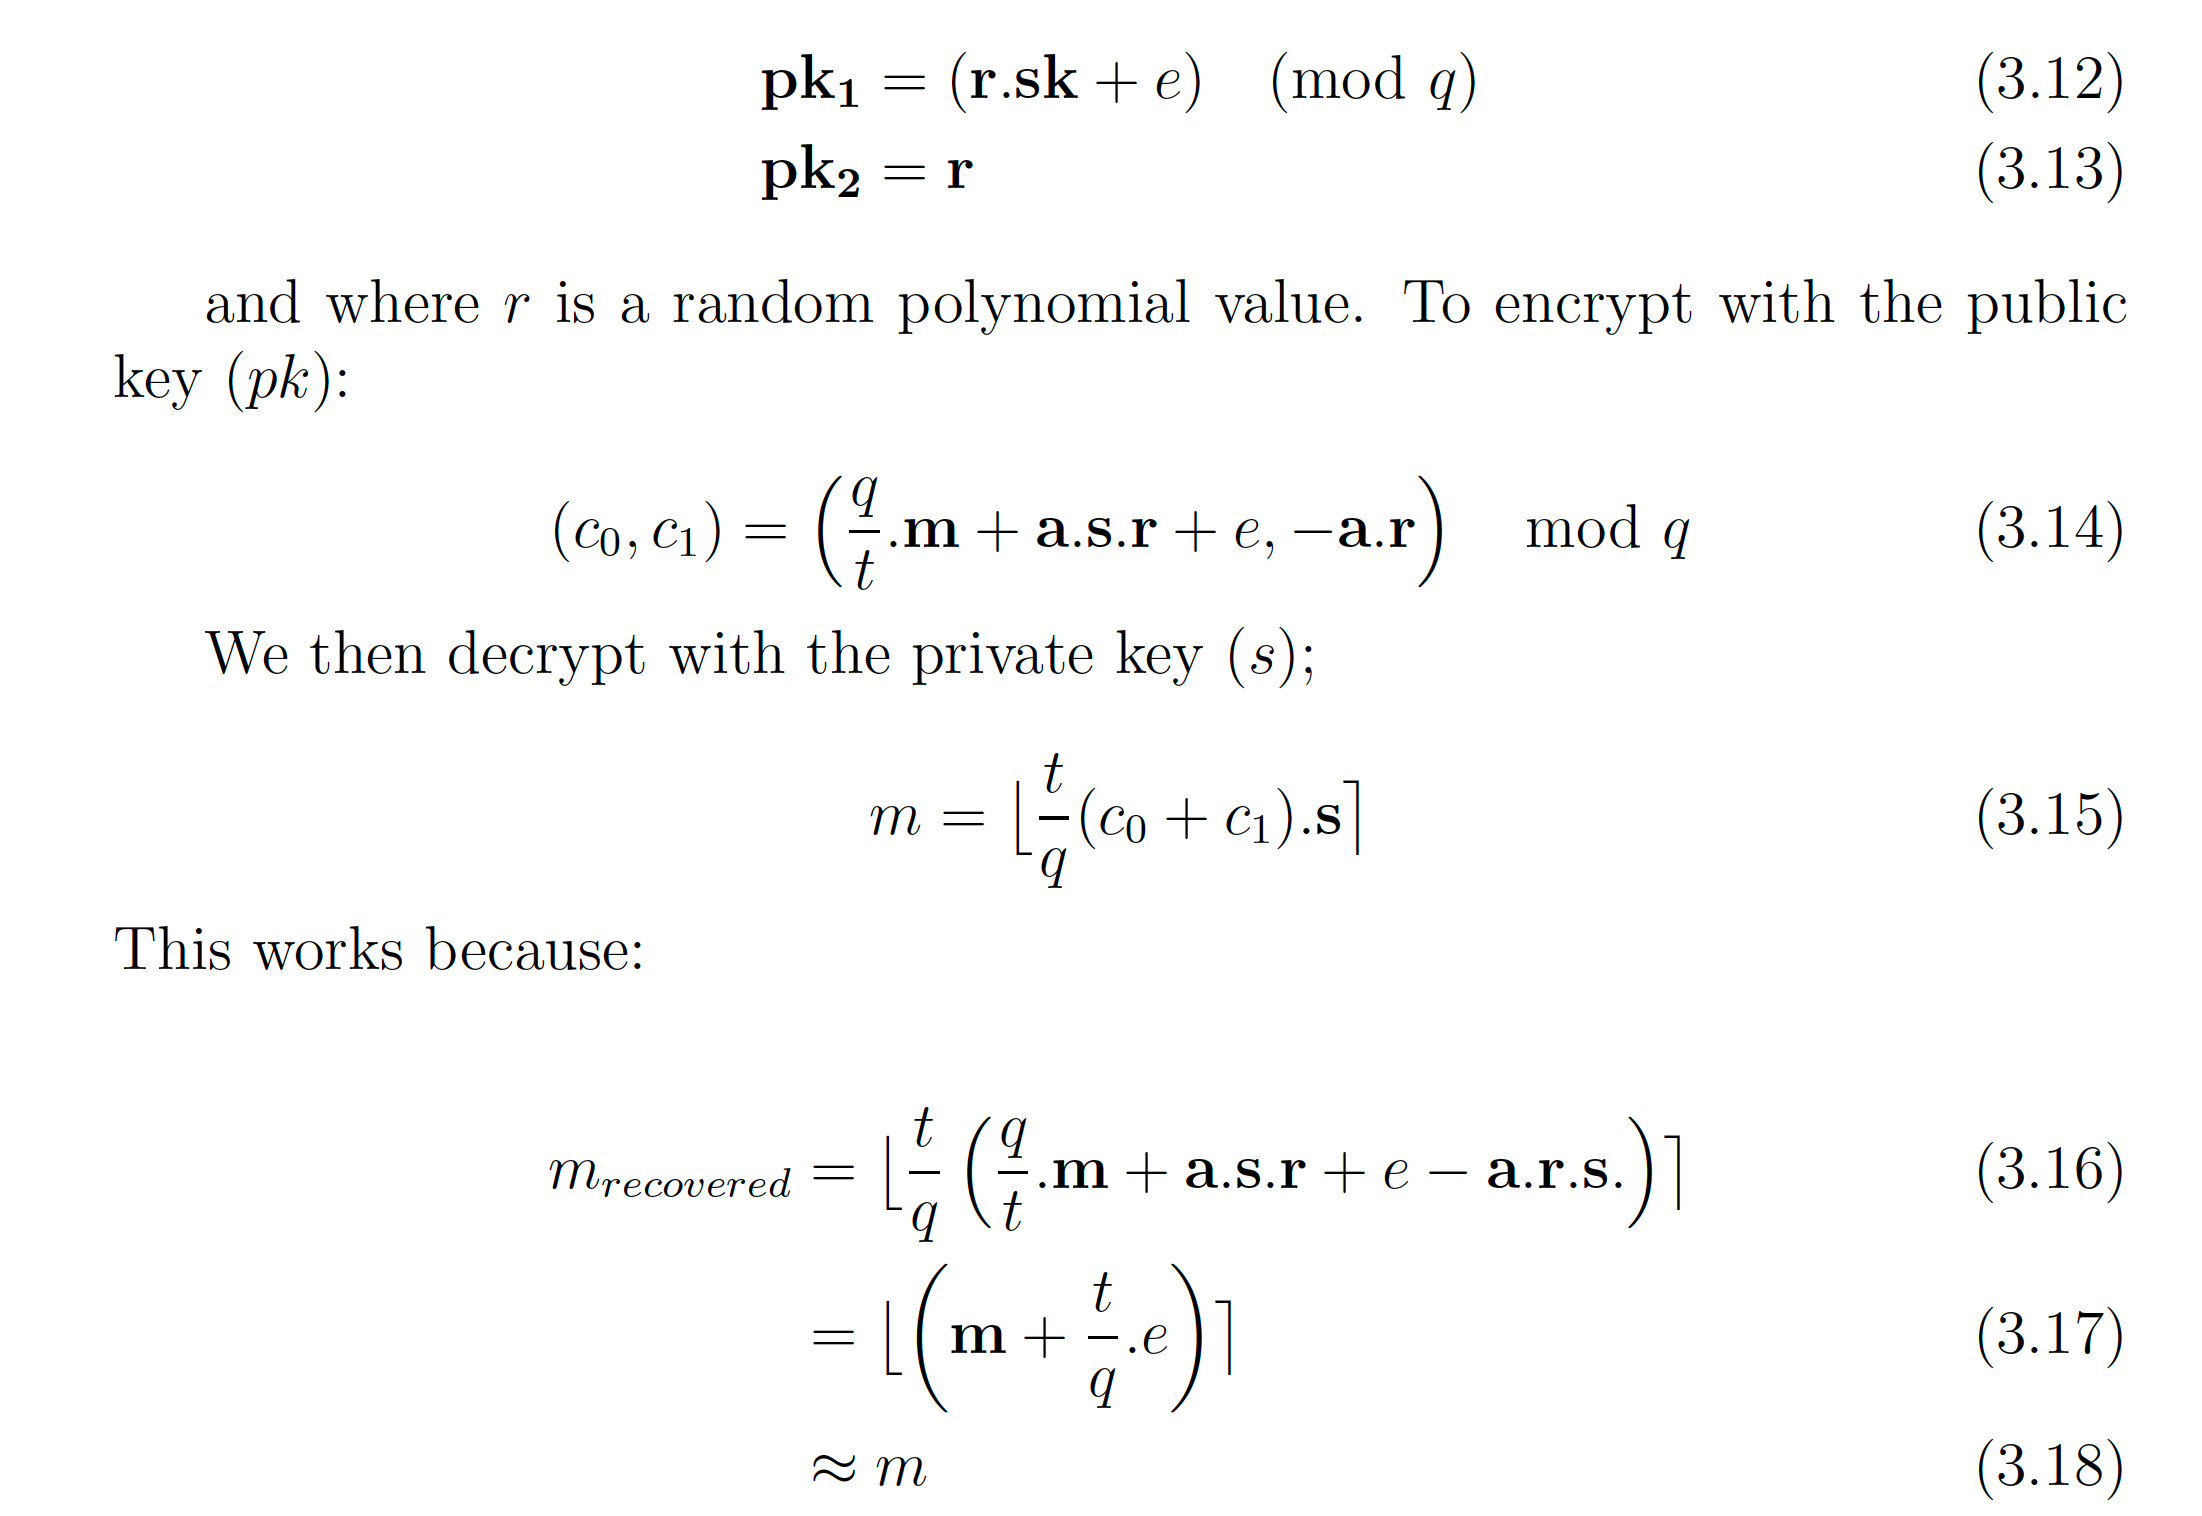 pk₁ = (r.sk + e) (mod q) (3.12)
pk₂ = r (3.13)
and where r is a random polynomial value. To encrypt with the public
key (pk):
(c₀, c₁) = (q/t .m + a.s.r + e, −a.r) mod q (3.14)
We then decrypt with the private key (s);
m = ⌊t/q (c₀ + c₁).s⌉ (3.15)
This works because:
m_recovered = ⌊t/q (q/t .m + a.s.r + e − a.r.s.)⌉ (3.16)
= ⌊(m + t/q .e)⌉ (3.17)
≈ m (3.18)